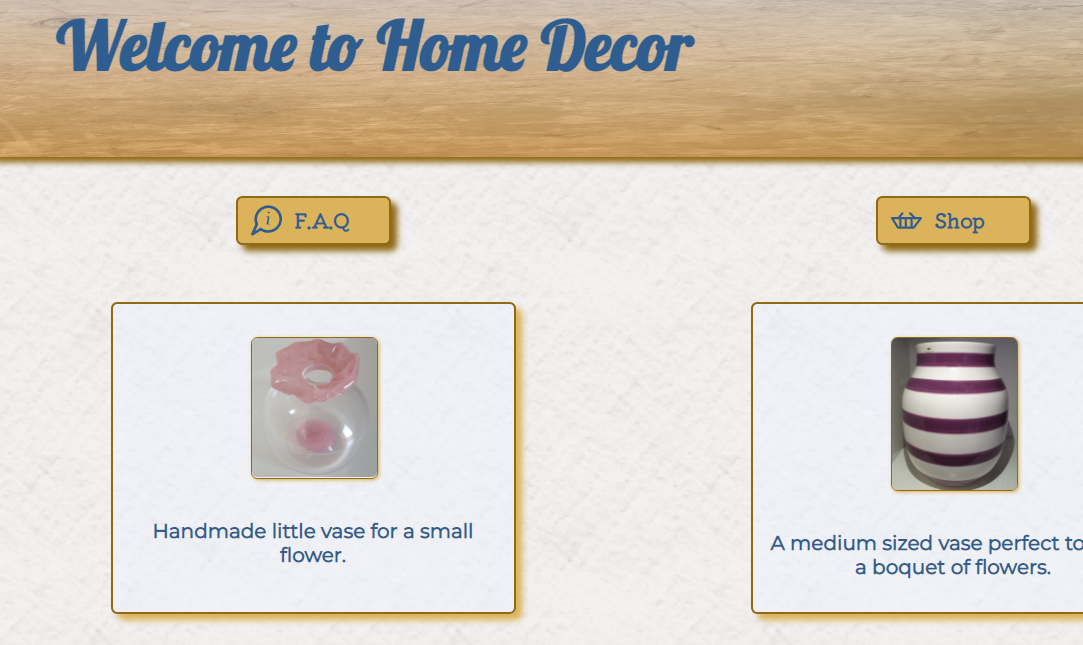 Welcome to Home Decor
F.A.Q
Shop
Handmade little vase for a small
flower.
A medium sized vase perfect to
a boquet of flowers.